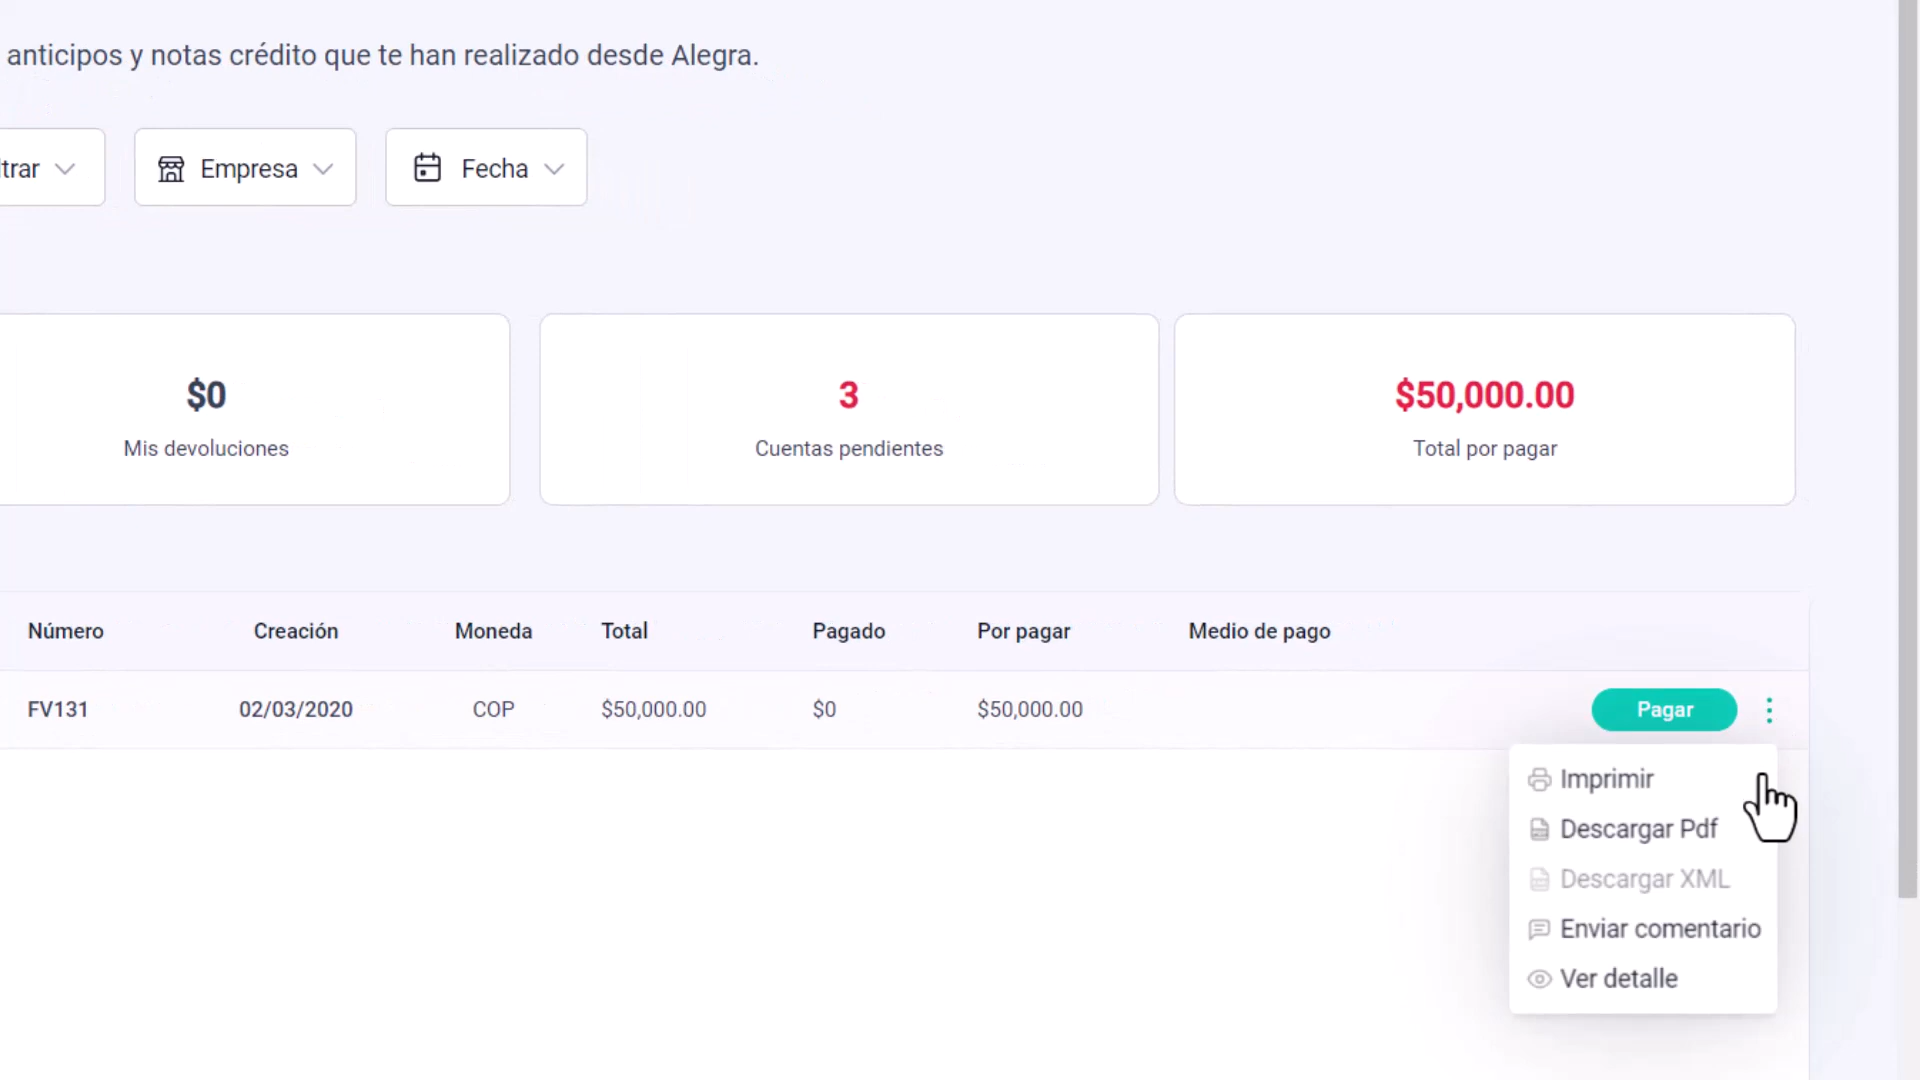 anticipos y notas crédito que te han realizado desde Alegra.
Empresa Fecha
$0 3 $50,000.00
Mis devoluciones Cuentas pendientes Total por pagar
Número Creación Moneda Total Pagado Por pagar Medio de pago
FV131 02/03/2020 COP $50,000.00 $0 $50,000.00 Pagar
Imprimir
Descargar Pdf
Descargar XML
Enviar comentario
Ver detalle